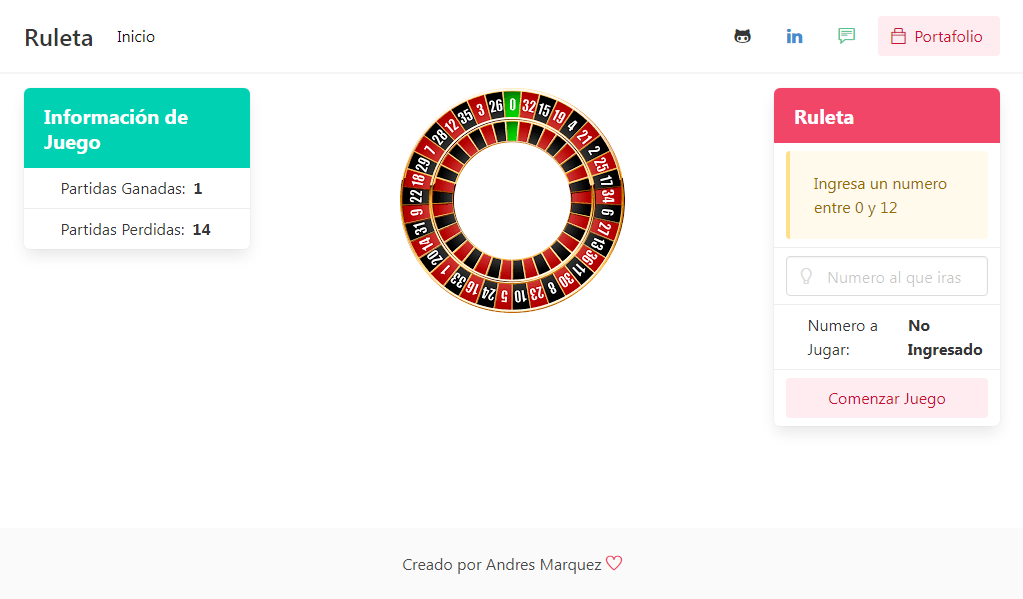 Ruleta Inicio Portafolio
Información de
Juego
Partidas Ganadas: 1
Partidas Perdidas: 14
0 32 15 19 4 21 2 25 17 34 6 27 13 36 11 30 8 23 10 5 24 16 33 1 20 14 31 9 22 18 29 7 28 12 35 3 26
Ruleta
Ingresa un numero
entre 0 y 12
Numero al que iras
Numero a
Jugar:
No
Ingresado
Comenzar Juego
Creado por Andres Marquez